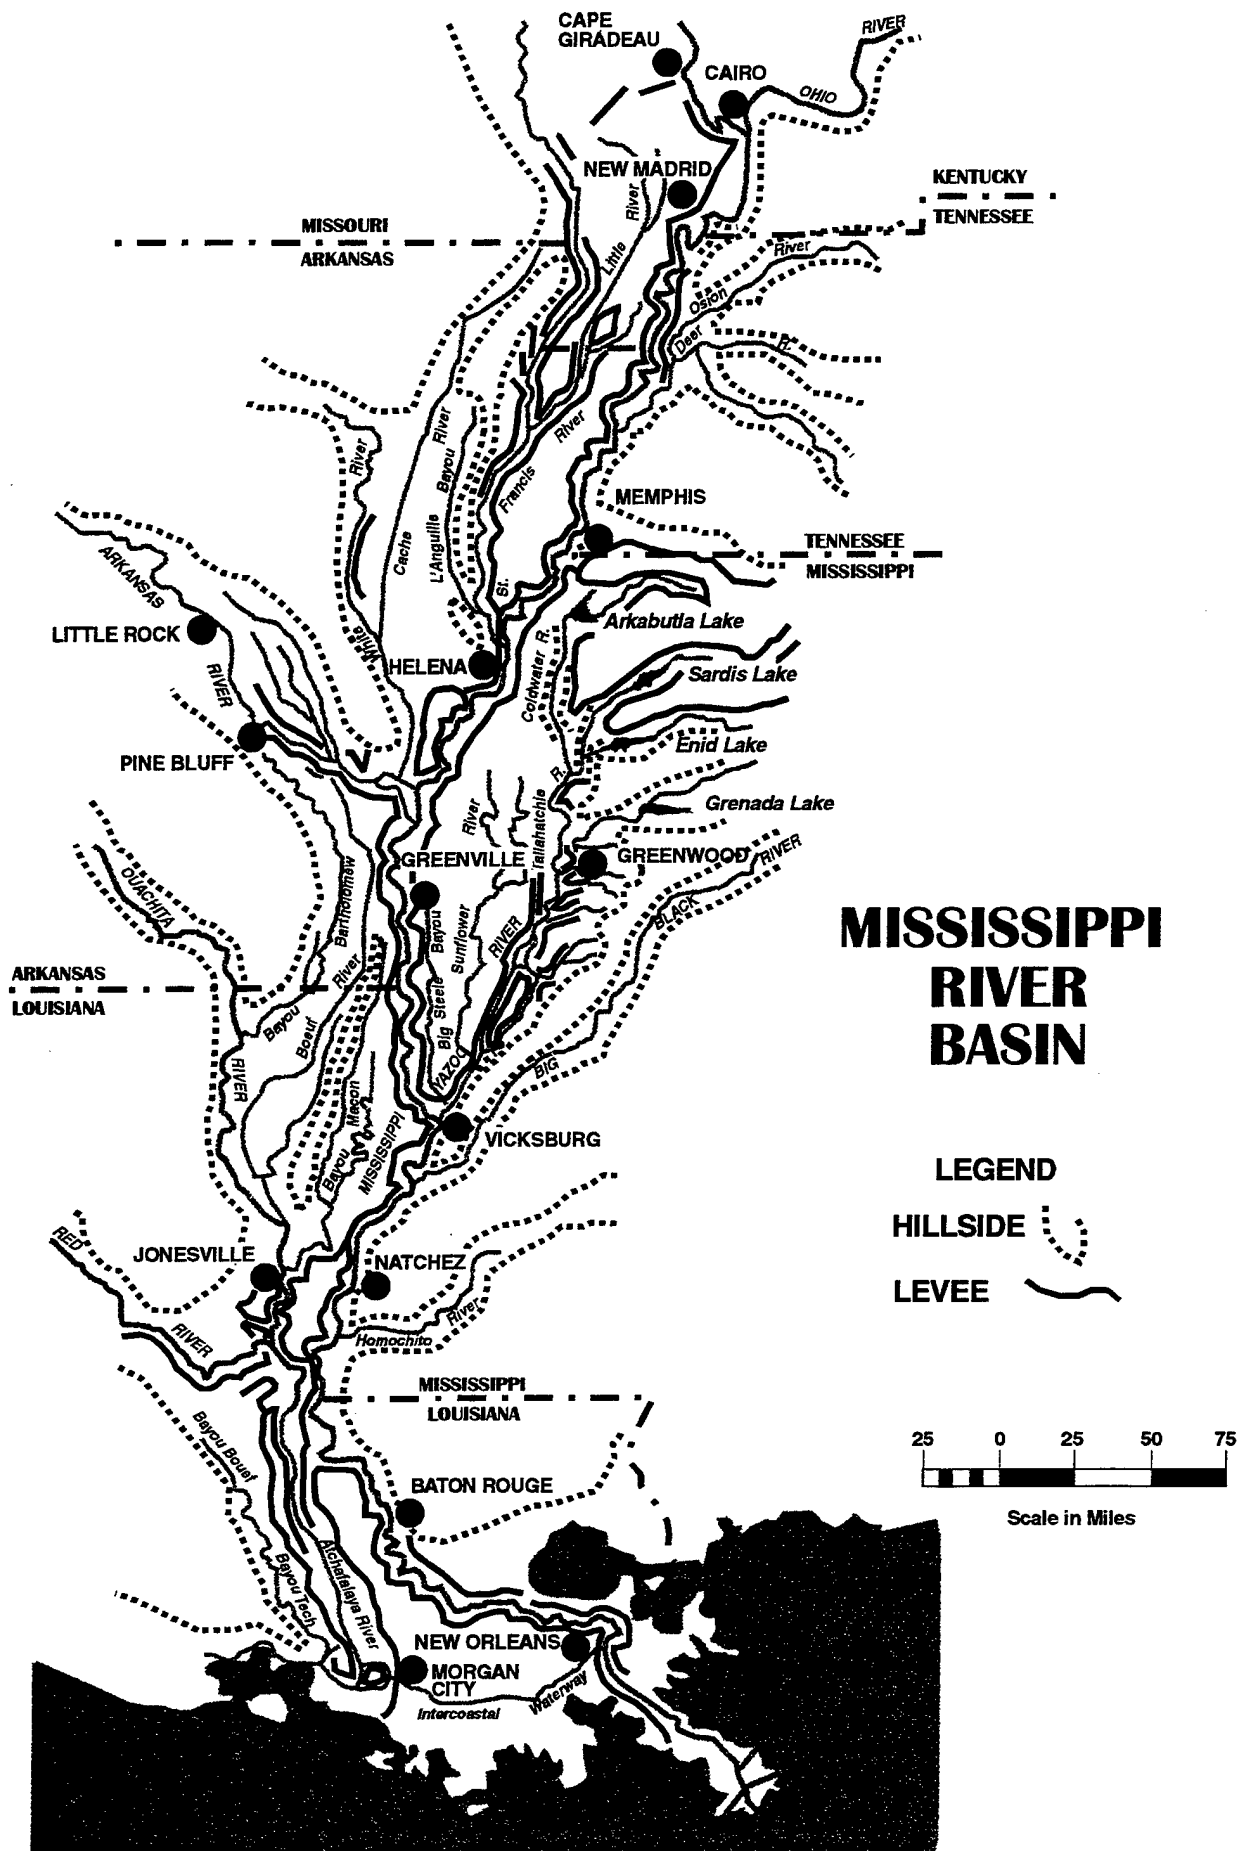 CAPE
GIRADEAU
RIVER
CAIRO
OHIO
NEW MADRID
KENTUCKY
TENNESSEE
River
MISSOURI
ARKANSAS
Little
River
Osion
Deer
R.
River
River
Cache
River
Bayou
L'Anguille
Francis
St.
MEMPHIS
TENNESSEE
MISSISSIPPI
ARKANSAS
LITTLE ROCK
RIVER
White
HELENA
Arkabutla Lake
Coldwater R.
Sardis Lake
PINE BLUFF
Enid Lake
R.
Tallahatchie
River
Grenada Lake
GREENVILLE
GREENWOOD
RIVER
BLACK
OUACHITA
Bartholomew
Bayou
Sunflower
RIVER
MISSISSIPPI
RIVER
BASIN
ARKANSAS
LOUISIANA
River
Steele
Bayou
Boeuf
Big
YAZOO
BIG
RIVER
Macon
Bayou
MISSISSIPPI
VICKSBURG
LEGEND
HILLSIDE
LEVEE
RED
JONESVILLE
NATCHEZ
RIVER
Homochito
River
MISSISSIPPI
LOUISIANA
Bayou Bouef
25 0 25 50 75
Scale in Miles
BATON ROUGE
Bayou Tech
Atchafalaya River
NEW ORLEANS
MORGAN
CITY
Intercoastal
Waterway